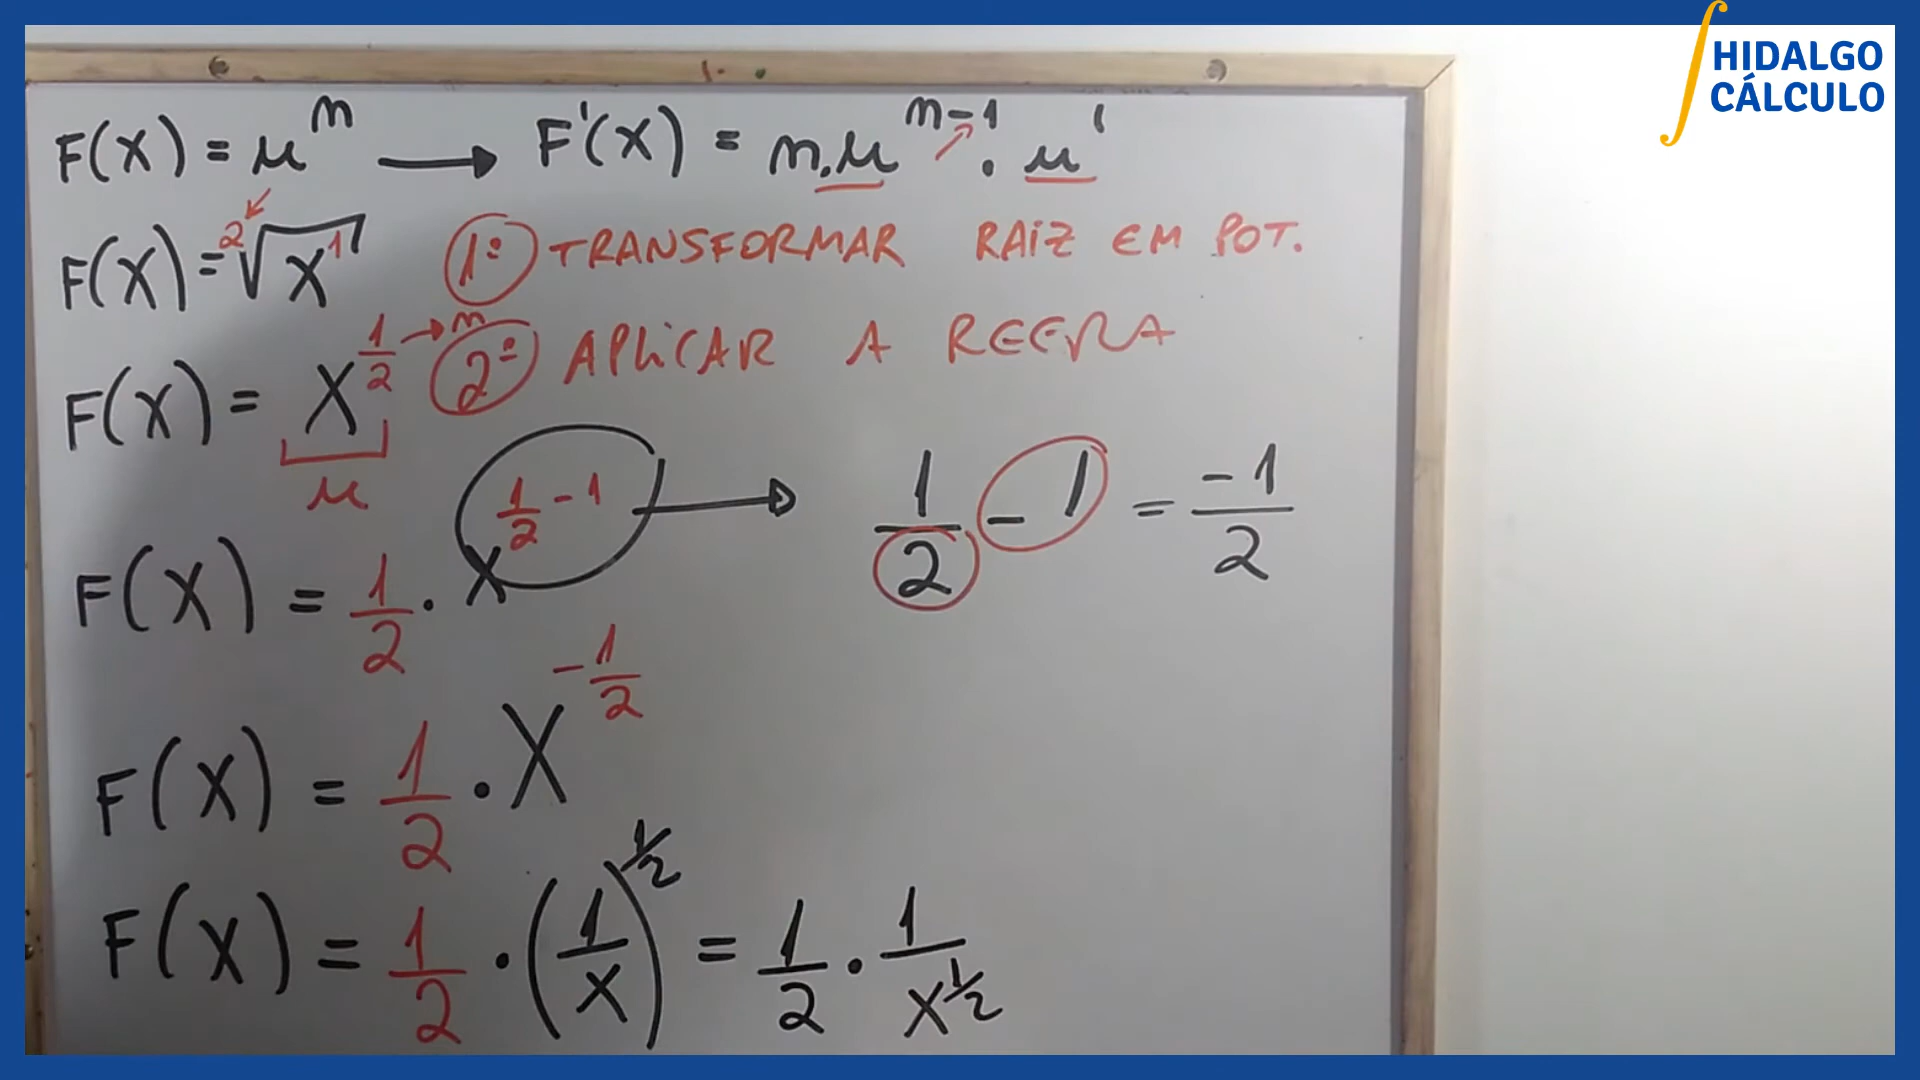 HIDALGO
CÁLCULO
F(X) = u^n → F'(X) = n.u^(n-1) . u'
F(X) = ²√X¹ 1º TRANSFORMAR RAIZ EM POT.
F(X) = X^(1/2) → n 2º APLICAR A REGRA
u
F(X) = 1/2 . X^(1/2 - 1) → 1/2 - 1 = -1/2
F(X) = 1/2 . X^(-1/2)
F(X) = 1/2 . (1/X)^(1/2) = 1/2 . 1/X^(1/2)